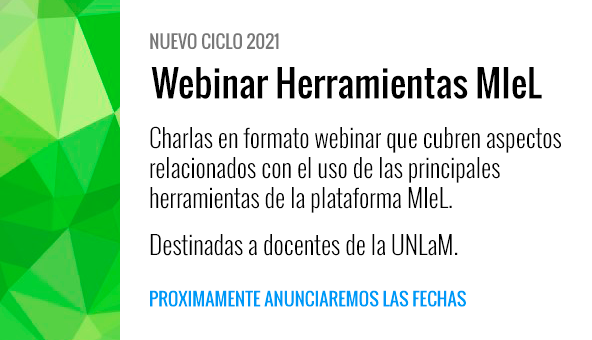 NUEVO CICLO 2021
Webinar Herramientas MIeL
Charlas en formato webinar que cubren aspectos
relacionados con el uso de las principales
herramientas de la plataforma MIeL.
Destinadas a docentes de la UNLaM.
PROXIMAMENTE ANUNCIAREMOS LAS FECHAS